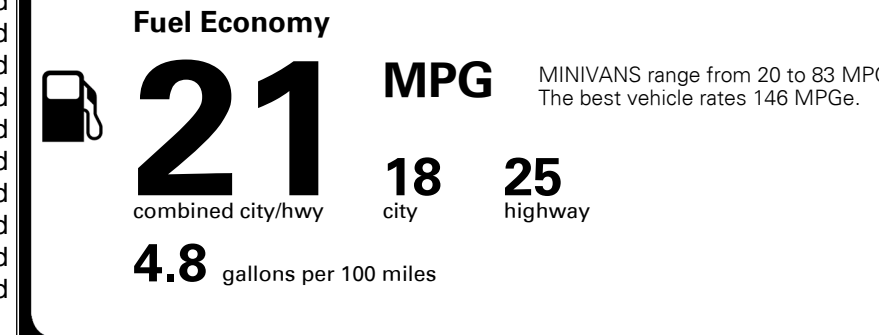 Fuel Economy
21 MPG
MINIVANS range from 20 to 83 MPG
The best vehicle rates 146 MPGe.
combined city/hwy
18 city
25 highway
4.8 gallons per 100 miles